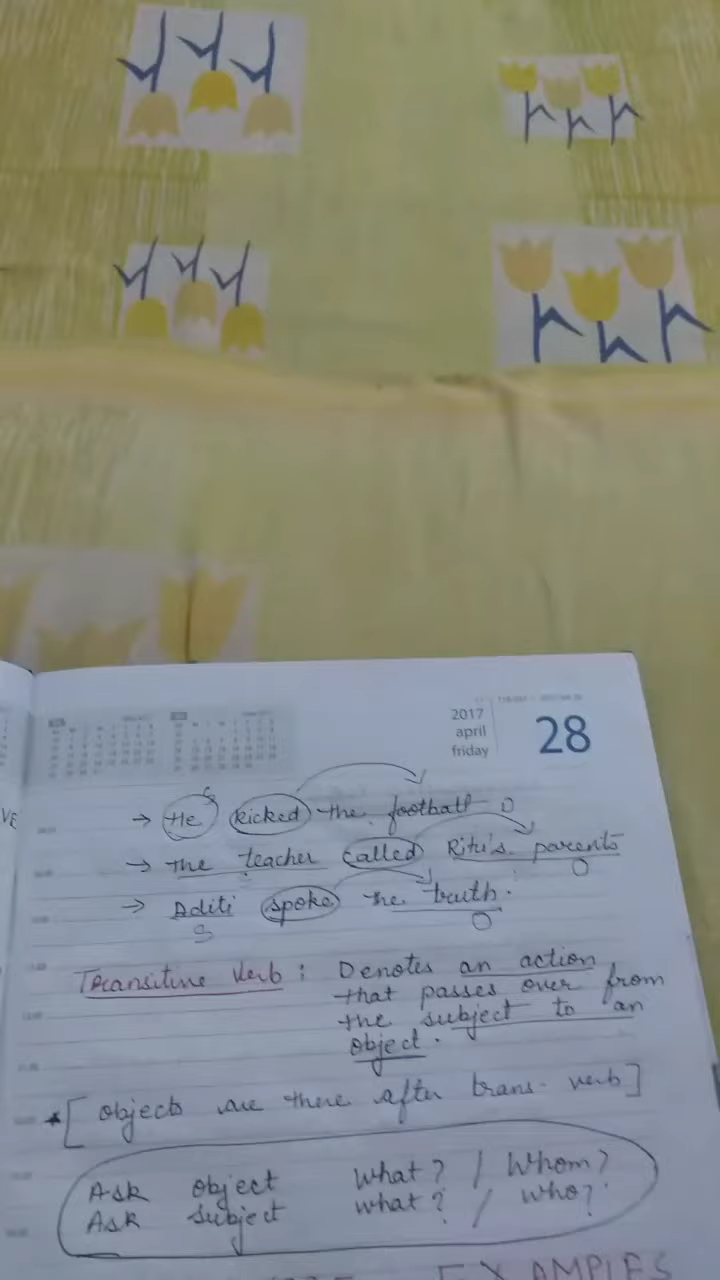 2017
april
friday
28
VE
→ He kicked the football O
S
→ The teacher called Riti's parents
O
→ Aditi spoke the truth.
S O
Transitive Verb : Denotes an action
that passes over from
the subject to an
object.
* [ Objects are there after trans. verb ]
Ask object what? / Whom?
Ask subject what? / who?
EXAMPLES